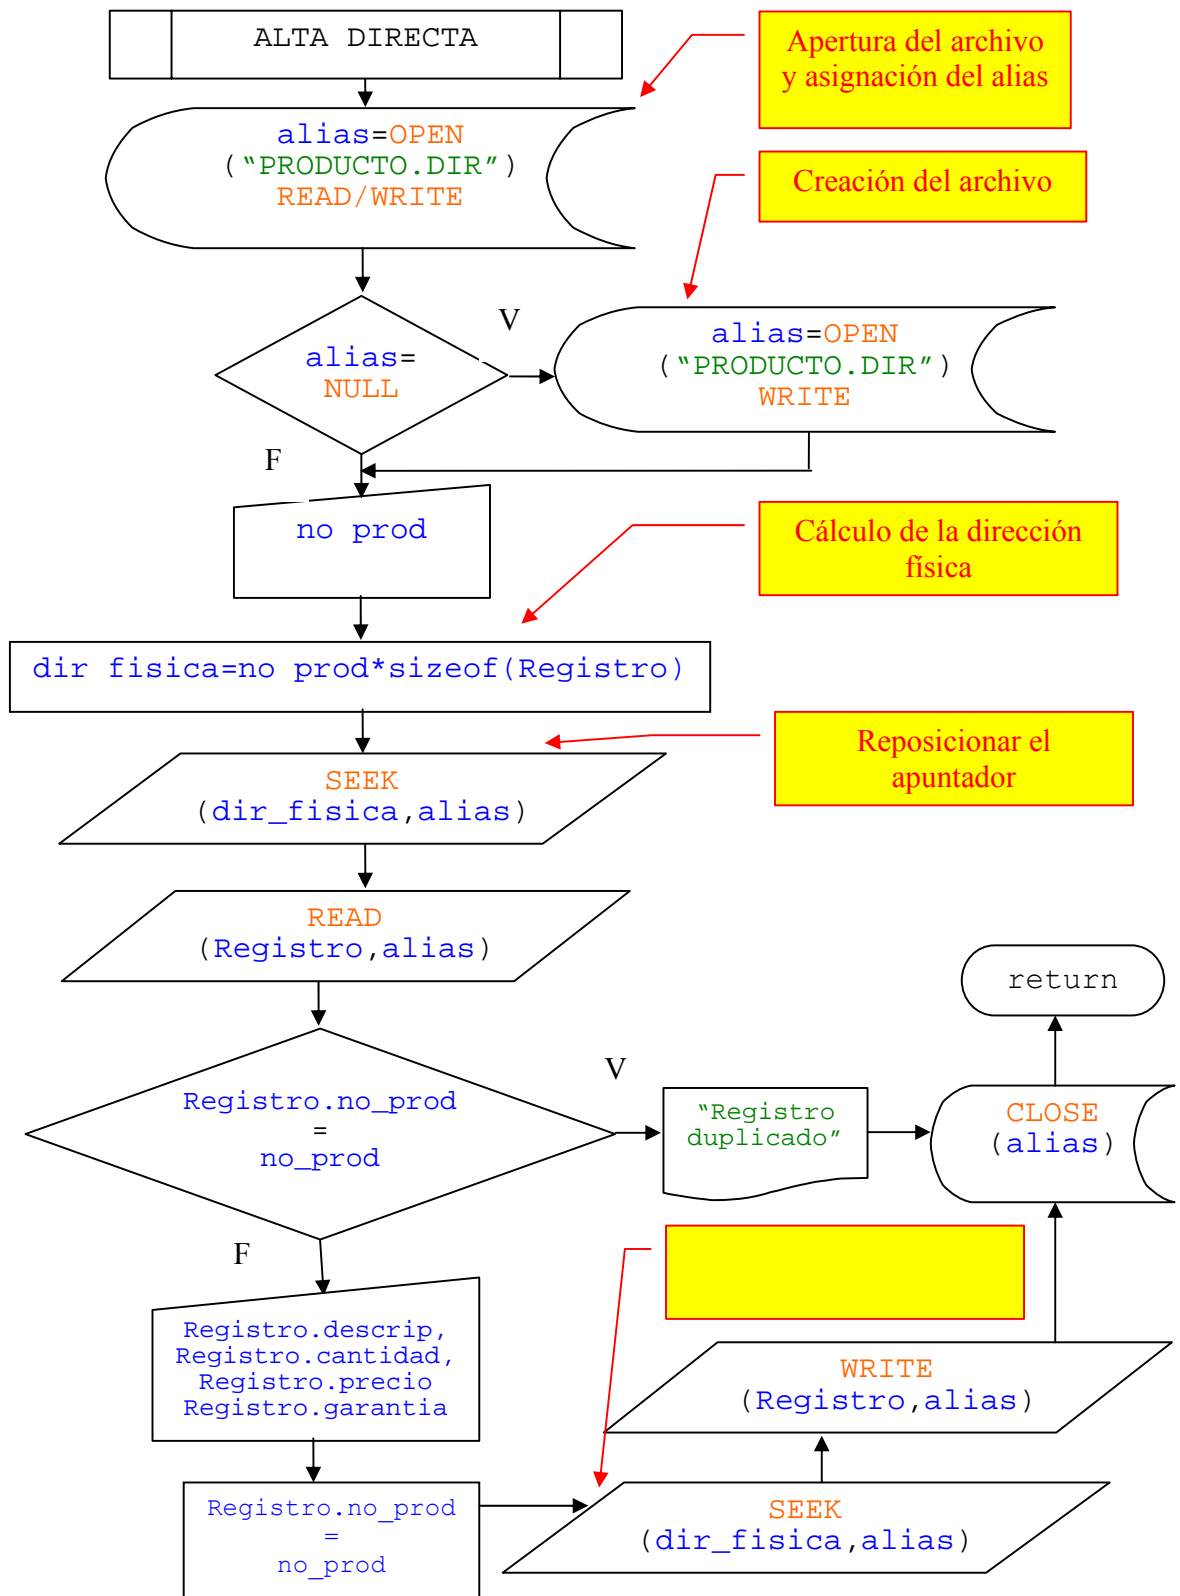 ALTA DIRECTA
Apertura del archivo
y asignación del alias
alias=OPEN
("PRODUCTO.DIR”)
READ/WRITE
Creación del archivo
V
alias=
NULL
alias=OPEN
(“PRODUCTO.DIR”)
WRITE
F
no prod
Cálculo de la dirección
física
dir fisica=no prod*sizeof(Registro)
Reposicionar el
apuntador
SEEK
(dir_fisica,alias)
READ
(Registro,alias)
return
V
Registro.no_prod
=
no_prod
“Registro
duplicado”
CLOSE
(alias)
F
Registro.descrip,
Registro.cantidad,
Registro.precio
Registro.garantia
WRITE
(Registro,alias)
Registro.no_prod
=
no_prod
SEEK
(dir_fisica,alias)